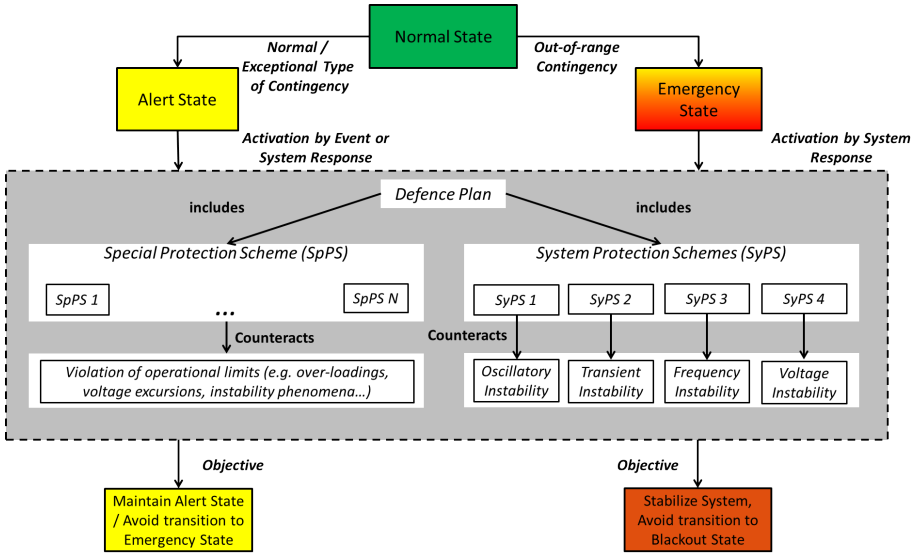 Normal State
Normal /
Exceptional Type
of Contingency
Out-of-range
Contingency
Alert State
Emergency
State
Activation by Event or
System Response
Activation by System
Response
Defence Plan
includes
includes
Special Protection Scheme (SpPS)
System Protection Schemes (SyPS)
SpPS 1
...
SpPS N
SyPS 1
SyPS 2
SyPS 3
SyPS 4
Counteracts
Counteracts
Violation of operational limits (e.g. over-loadings,
voltage excursions, instability phenomena…)
Oscillatory
Instability
Transient
Instability
Frequency
Instability
Voltage
Instability
Objective
Objective
Maintain Alert State
/ Avoid transition to
Emergency State
Stabilize System,
Avoid transition to
Blackout State